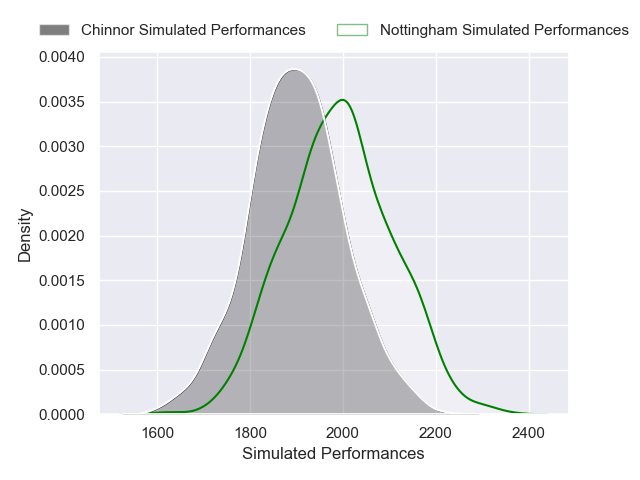 Chinnor Simulated Performances
Nottingham Simulated Performances
0.0040
0.0035
0.0030
0.0025
0.0020
0.0015
0.0010
0.0005
0.0000
Density
1600 1800 2000 2200 2400
Simulated Performances